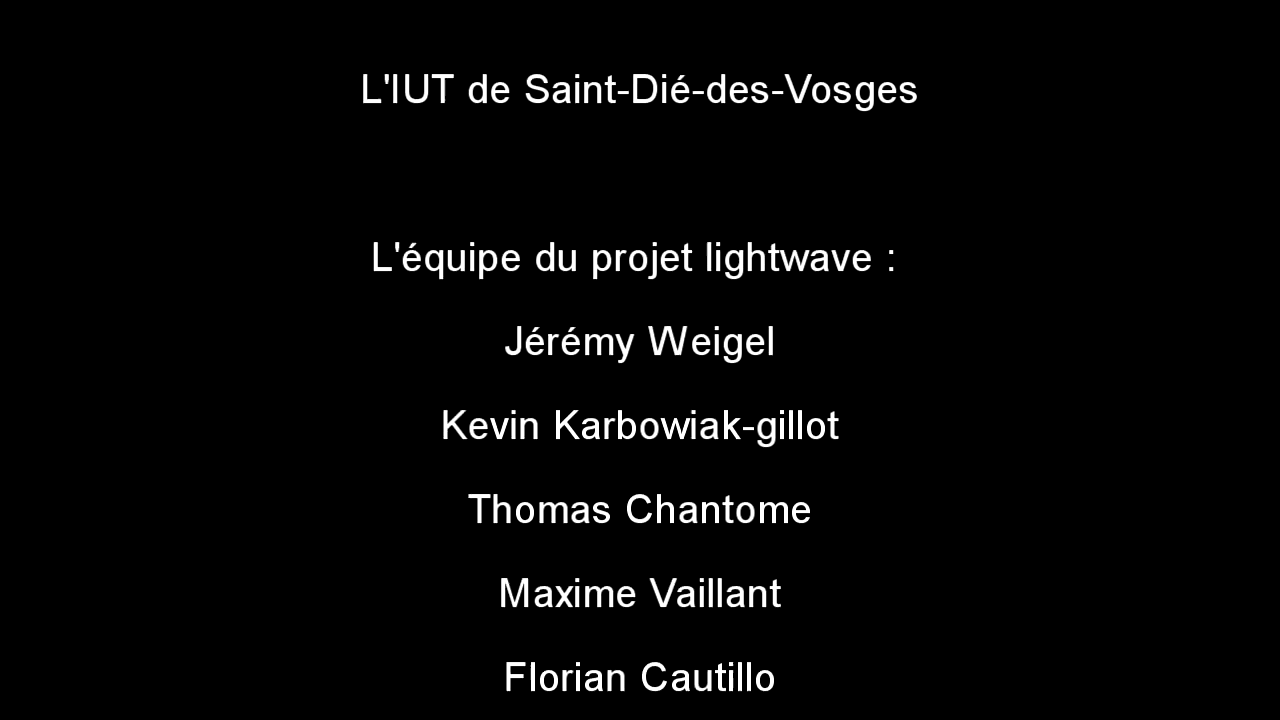 L'IUT de Saint-Dié-des-Vosges
L'équipe du projet lightwave :
Jérémy Weigel
Kevin Karbowiak-gillot
Thomas Chantome
Maxime Vaillant
Florian Cautillo